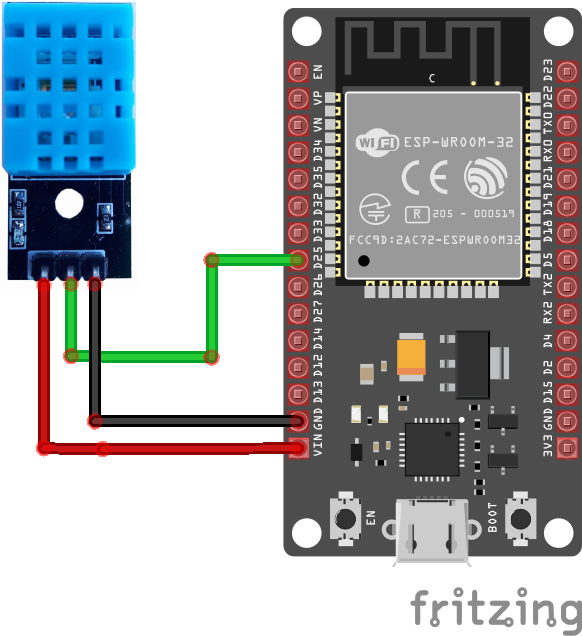 EN
VP
VN
D34
D35
D32
D33
D25
D26
D27
D14
D12
D13
GND
VIN
D23
D22
TX0
RX0
D21
D19
D18
D5
TX2
RX2
D4
D2
D15
GND
3V3
C
WiFi ESP-WROOM-32
CE
R 205 - 000519
FCC9D:2AC72-ESPWROOM32
EN
BOOT
fritzing